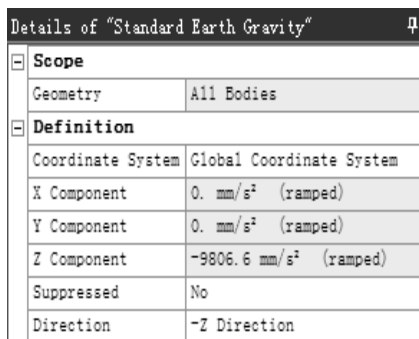 Details of "Standard Earth Gravity"
Scope
Geometry All Bodies
Definition
Coordinate System Global Coordinate System
X Component 0. mm/s² (ramped)
Y Component 0. mm/s² (ramped)
Z Component -9806.6 mm/s² (ramped)
Suppressed No
Direction -Z Direction